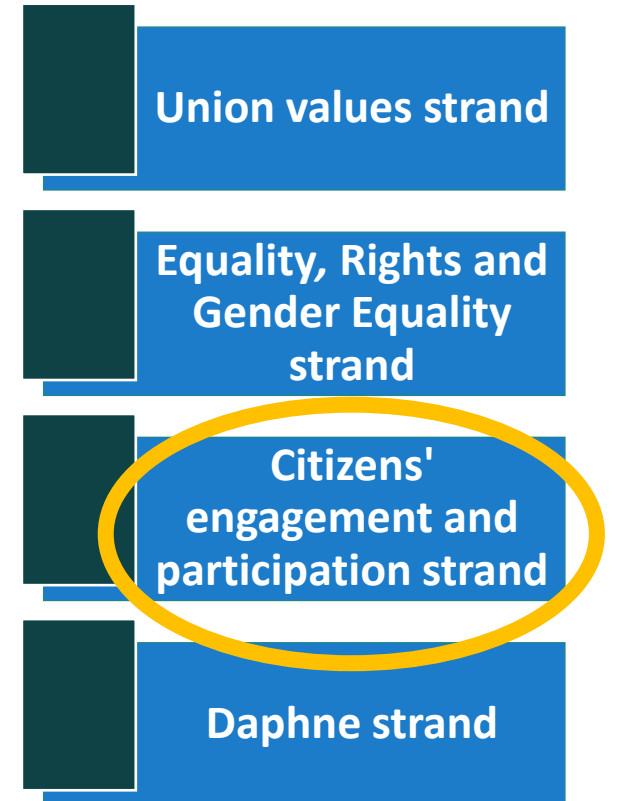 Union values strand
Equality, Rights and
Gender Equality
strand
Citizens'
engagement and
participation strand
Daphne strand